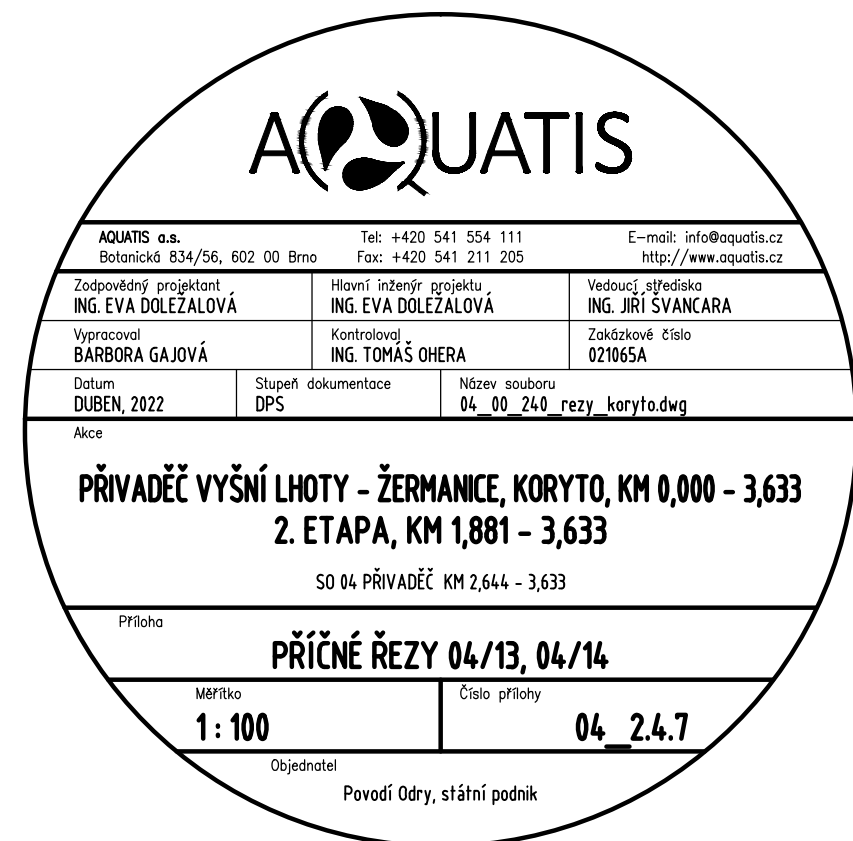 AQUATIS
AQUATIS a.s. Tel: +420 541 554 111 E-mail: info@aquatis.cz
Botanická 834/56, 602 00 Brno Fax: +420 541 211 205 http://www.aquatis.cz
Zodpovědný projektant Hlavní inženýr projektu Vedoucí střediska
ING. EVA DOLEŽALOVÁ ING. EVA DOLEŽALOVÁ ING. JIŘÍ ŠVANCARA
Vypracoval Kontroloval Zakázkové číslo
BARBORA GAJOVÁ ING. TOMÁŠ OHERA 021065A
Datum Stupeň dokumentace Název souboru
DUBEN, 2022 DPS 04_00_240_rezy_koryto.dwg
Akce
PŘIVADĚČ VYŠNÍ LHOTY - ŽERMANICE, KORYTO, KM 0,000 - 3,633
2. ETAPA, KM 1,881 - 3,633
SO 04 PŘIVADĚČ KM 2,644 - 3,633
Příloha
PŘÍČNÉ ŘEZY 04/13, 04/14
Měřítko Číslo přílohy
1 : 100 04_2.4.7
Objednatel
Povodí Odry, státní podnik